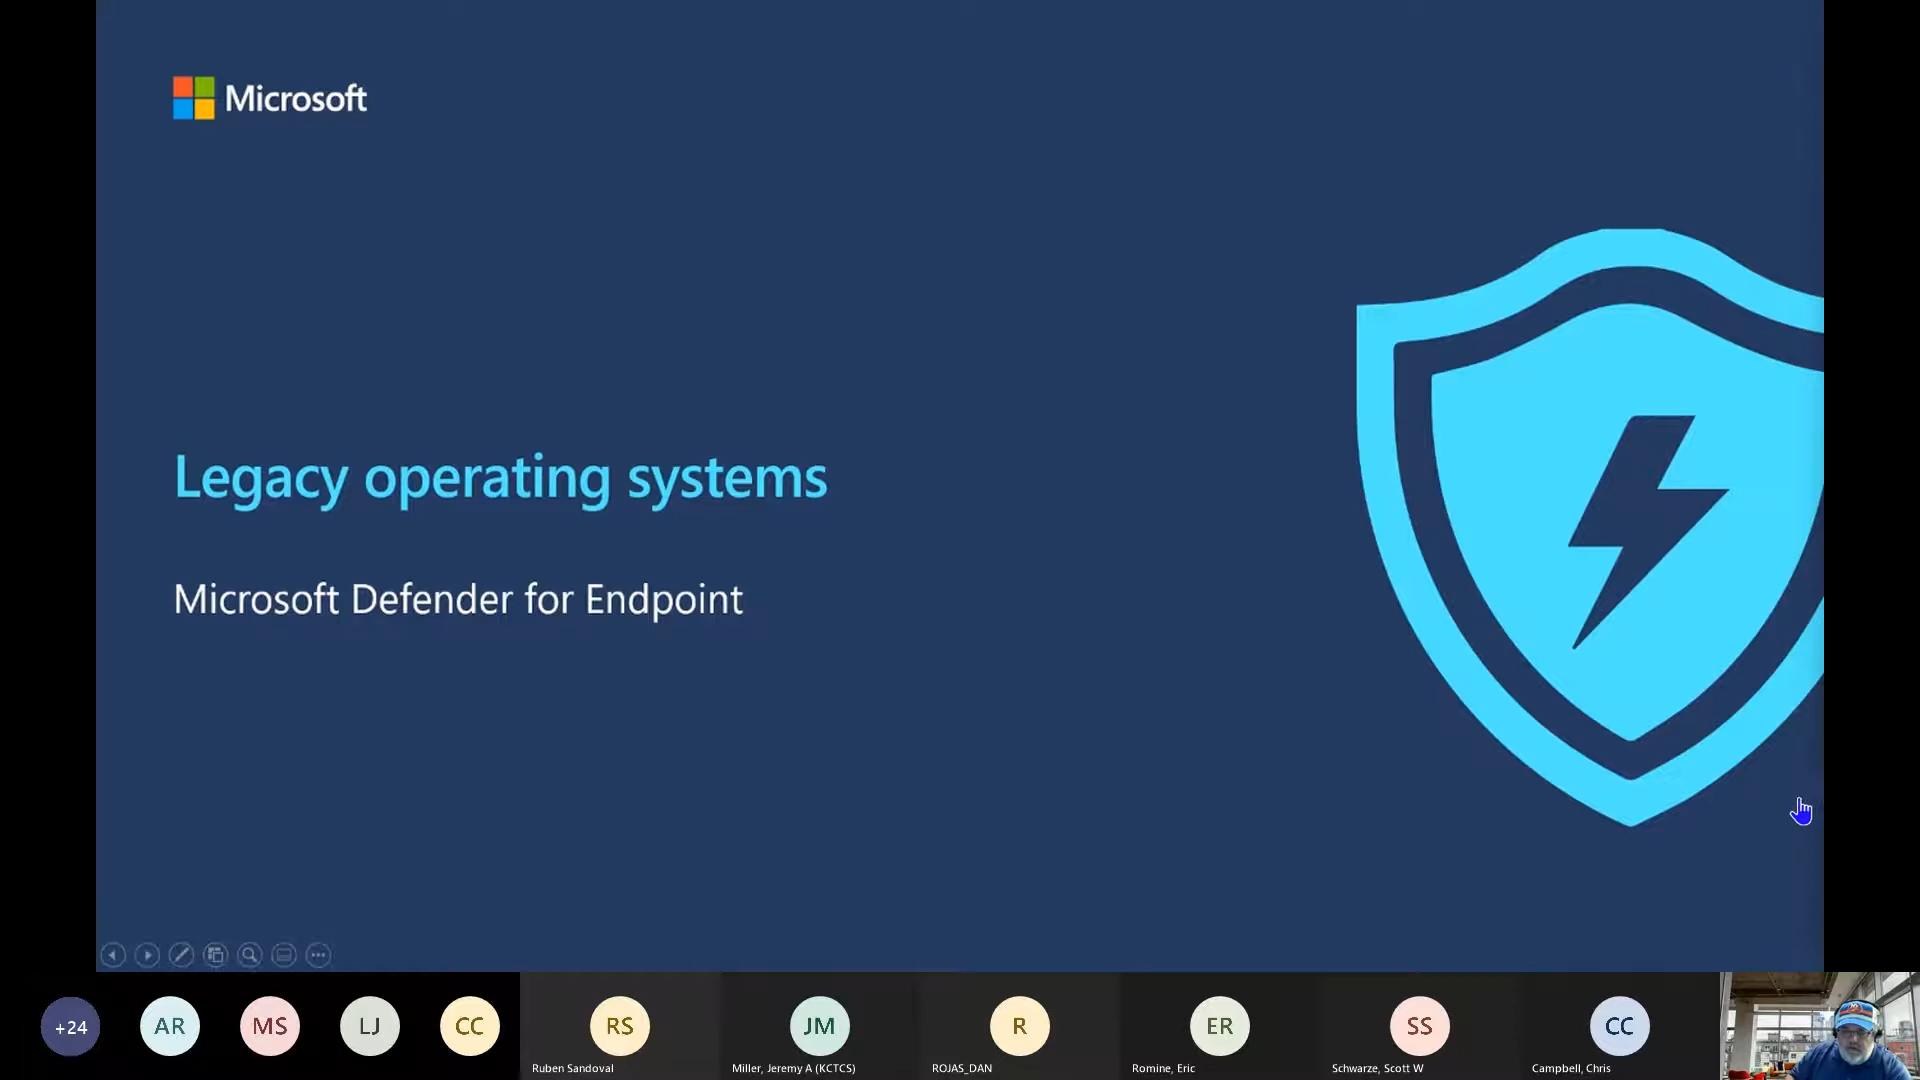 Microsoft
Legacy operating systems
Microsoft Defender for Endpoint
+24
AR
MS
LJ
CC
RS
JM
R
ER
SS
CC
Ruben Sandoval
Miller, Jeremy A (KCTCS)
ROJAS_DAN
Romine, Eric
Schwarze, Scott W
Campbell, Chris